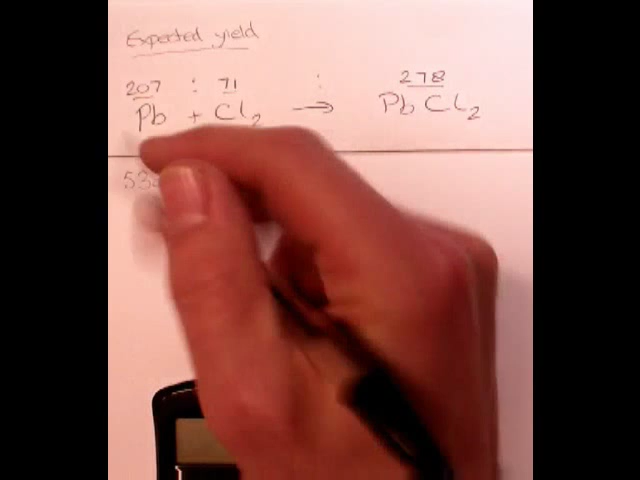 Expected yield
207 : 71 : 278
Pb + Cl₂ → PbCl₂